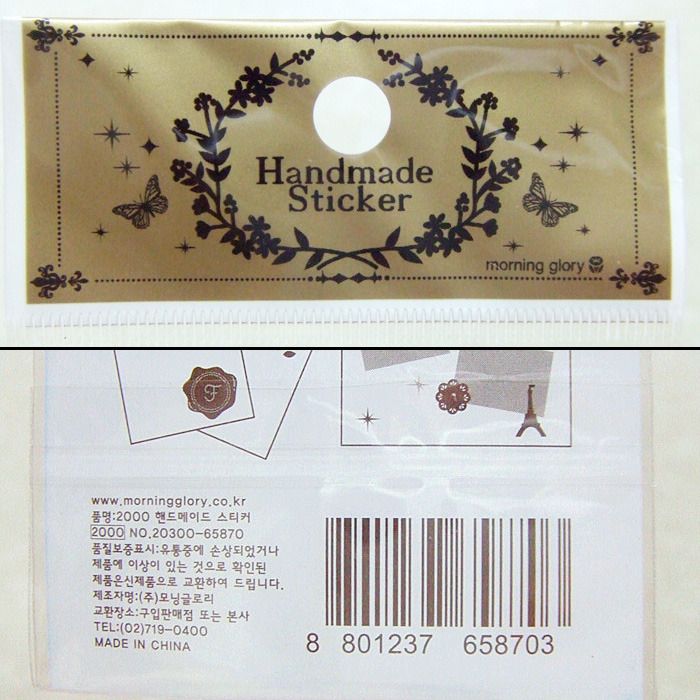 Handmade
Sticker
morning glory
F
www.morningglory.co.kr
품명:2000 핸드메이드 스티커
2000 NO.20300-65870
품질보증표시:유통중에 손상되었거나
제품에 이상이 있는 것으로 확인된
제품은신제품으로 교환하여 드립니다.
제조자명:(주)모닝글로리
교환장소:구입판매점 또는 본사
TEL:(02)719-0400
MADE IN CHINA
8 801237 658703